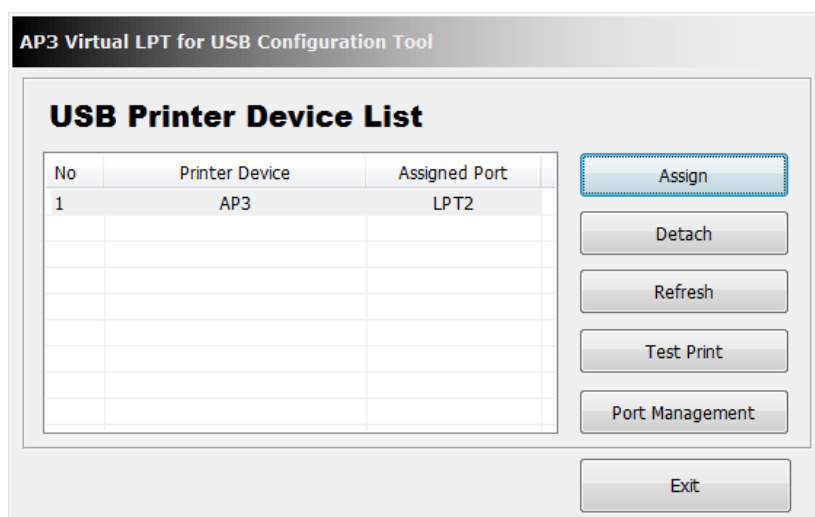 AP3 Virtual LPT for USB Configuration Tool
USB Printer Device List
No Printer Device Assigned Port
1 AP3 LPT2
Assign
Detach
Refresh
Test Print
Port Management
Exit